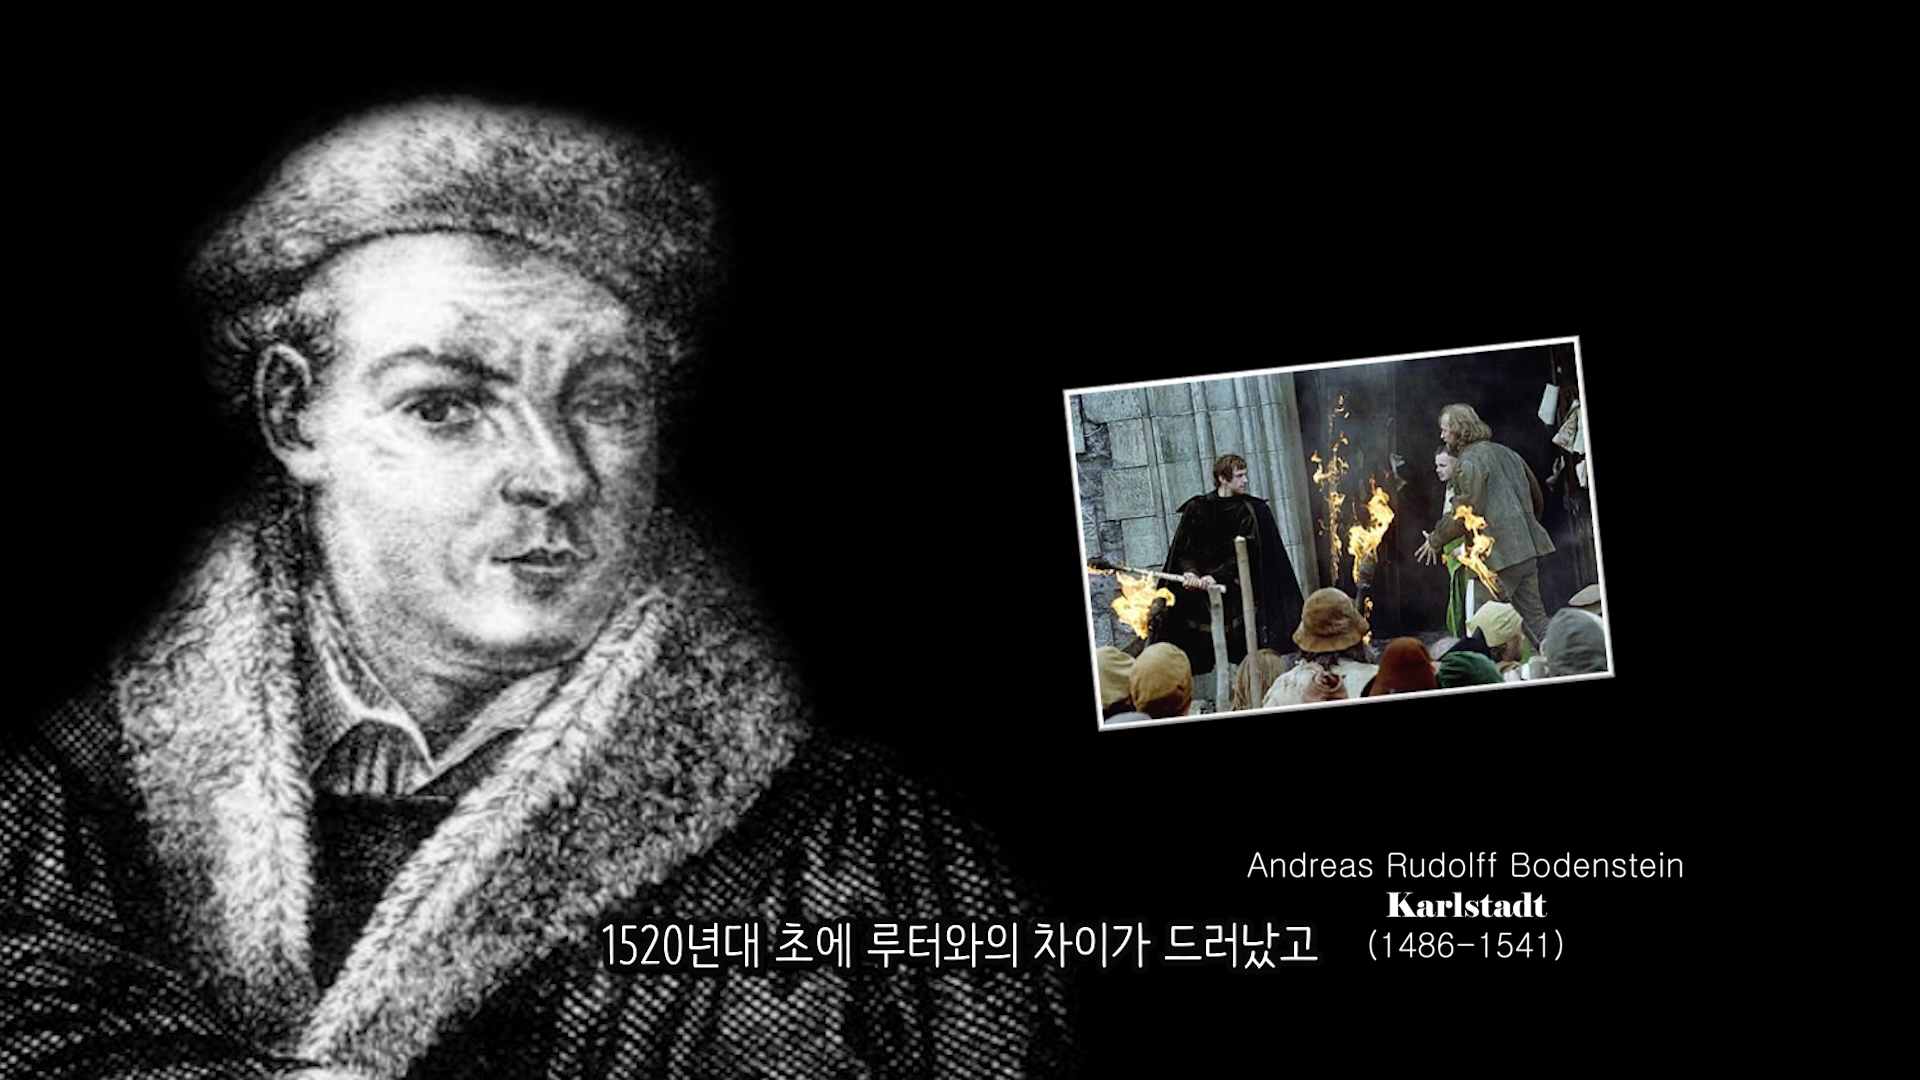 Andreas Rudolff Bodenstein
Karlstadt
(1486-1541)
1520년대 초에 루터와의 차이가 드러났고